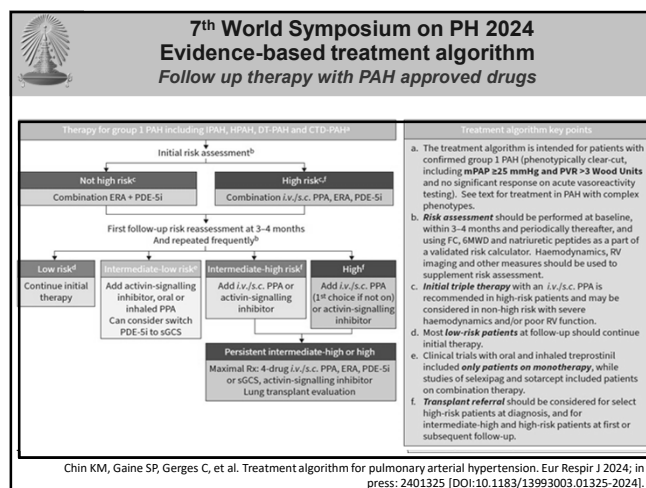 7th World Symposium on PH 2024
Evidence-based treatment algorithm
Follow up therapy with PAH approved drugs
Therapy for group 1 PAH including IPAH, HPAH, DT-PAH and CTD-PAHa
Initial risk assessmentb
Not high riskc
Combination ERA + PDE-5i
High riskc,f
Combination i.v./s.c. PPA, ERA, PDE-5i
First follow-up risk reassessment at 3–4 months
And repeated frequentlyb
Low riskd
Continue initial
therapy
Intermediate-low riske
Add activin-signalling
inhibitor, oral or
inhaled PPA
Can consider switch
PDE-5i to sGCS
Intermediate-high riskf
Add i.v./s.c. PPA or
activin-signalling
inhibitor
Highf
Add i.v./s.c. PPA
(1st choice if not on)
or activin-signalling
inhibitor
Persistent intermediate-high or high
Maximal Rx: 4-drug i.v./s.c. PPA, ERA, PDE-5i
or sGCS, activin-signalling inhibitor
Lung transplant evaluation
Treatment algorithm key points
a. The treatment algorithm is intended for patients with
confirmed group 1 PAH (phenotypically clear-cut,
including mPAP ≥25 mmHg and PVR >3 Wood Units
and no significant response on acute vasoreactivity
testing). See text for treatment in PAH with complex
phenotypes.
b. Risk assessment should be performed at baseline,
within 3–4 months and periodically thereafter, and
using FC, 6MWD and natriuretic peptides as a part of
a validated risk calculator. Haemodynamics, RV
imaging and other measures should be used to
supplement risk assessment.
c. Initial triple therapy with an i.v./s.c. PPA is
recommended in high-risk patients and may be
considered in non-high risk with severe
haemodynamics and/or poor RV function.
d. Most low-risk patients at follow-up should continue
initial therapy.
e. Clinical trials with oral and inhaled treprostinil
included only patients on monotherapy, while
studies of selexipag and sotarcept included patients
on combination therapy.
f. Transplant referral should be considered for select
high-risk patients at diagnosis, and for
intermediate-high and high-risk patients at first or
subsequent follow-up.
Chin KM, Gaine SP, Gerges C, et al. Treatment algorithm for pulmonary arterial hypertension. Eur Respir J 2024; in
press: 2401325 [DOI:10.1183/13993003.01325-2024].